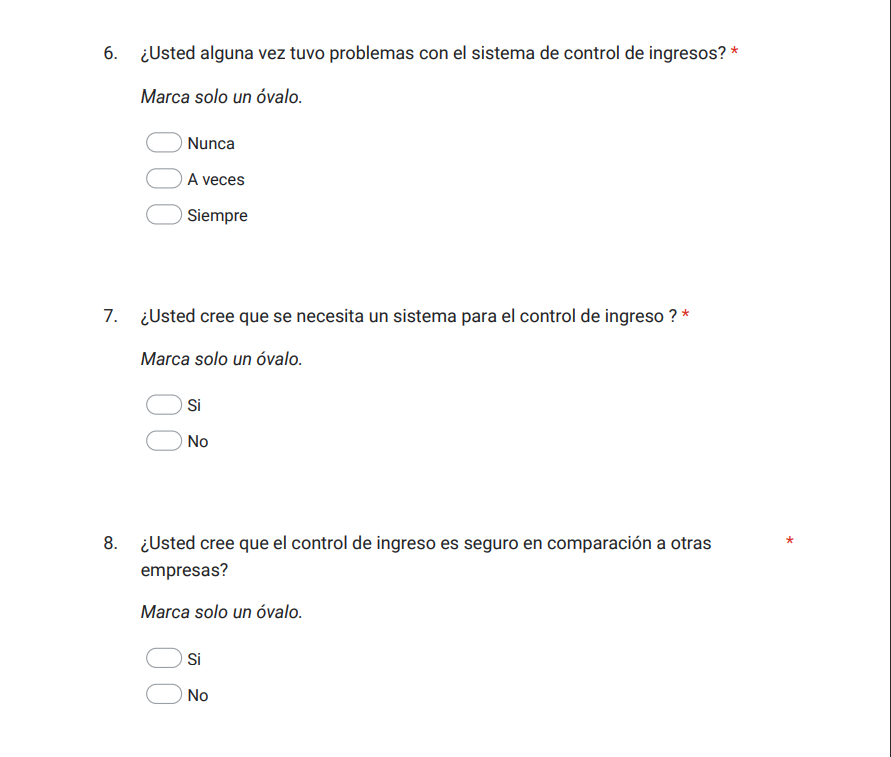 6. ¿Usted alguna vez tuvo problemas con el sistema de control de ingresos? *
Marca solo un óvalo.
Nunca
A veces
Siempre
7. ¿Usted cree que se necesita un sistema para el control de ingreso ? *
Marca solo un óvalo.
Si
No
8. ¿Usted cree que el control de ingreso es seguro en comparación a otras *
empresas?
Marca solo un óvalo.
Si
No